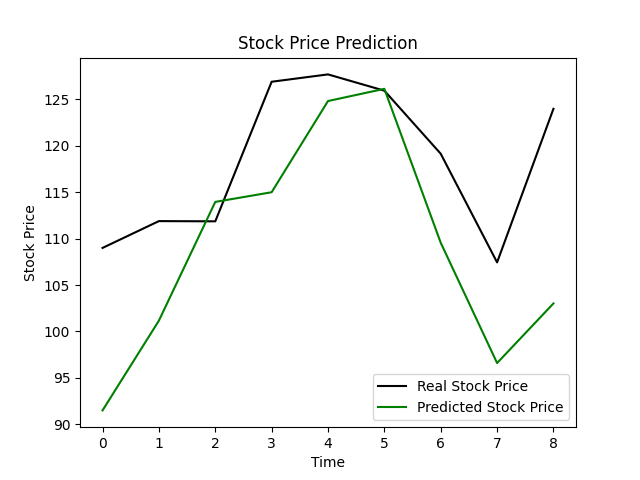 Stock Price Prediction
Stock Price
125
120
115
110
105
100
95
90
0 1 2 3 4 5 6 7 8
Time
Real Stock Price
Predicted Stock Price